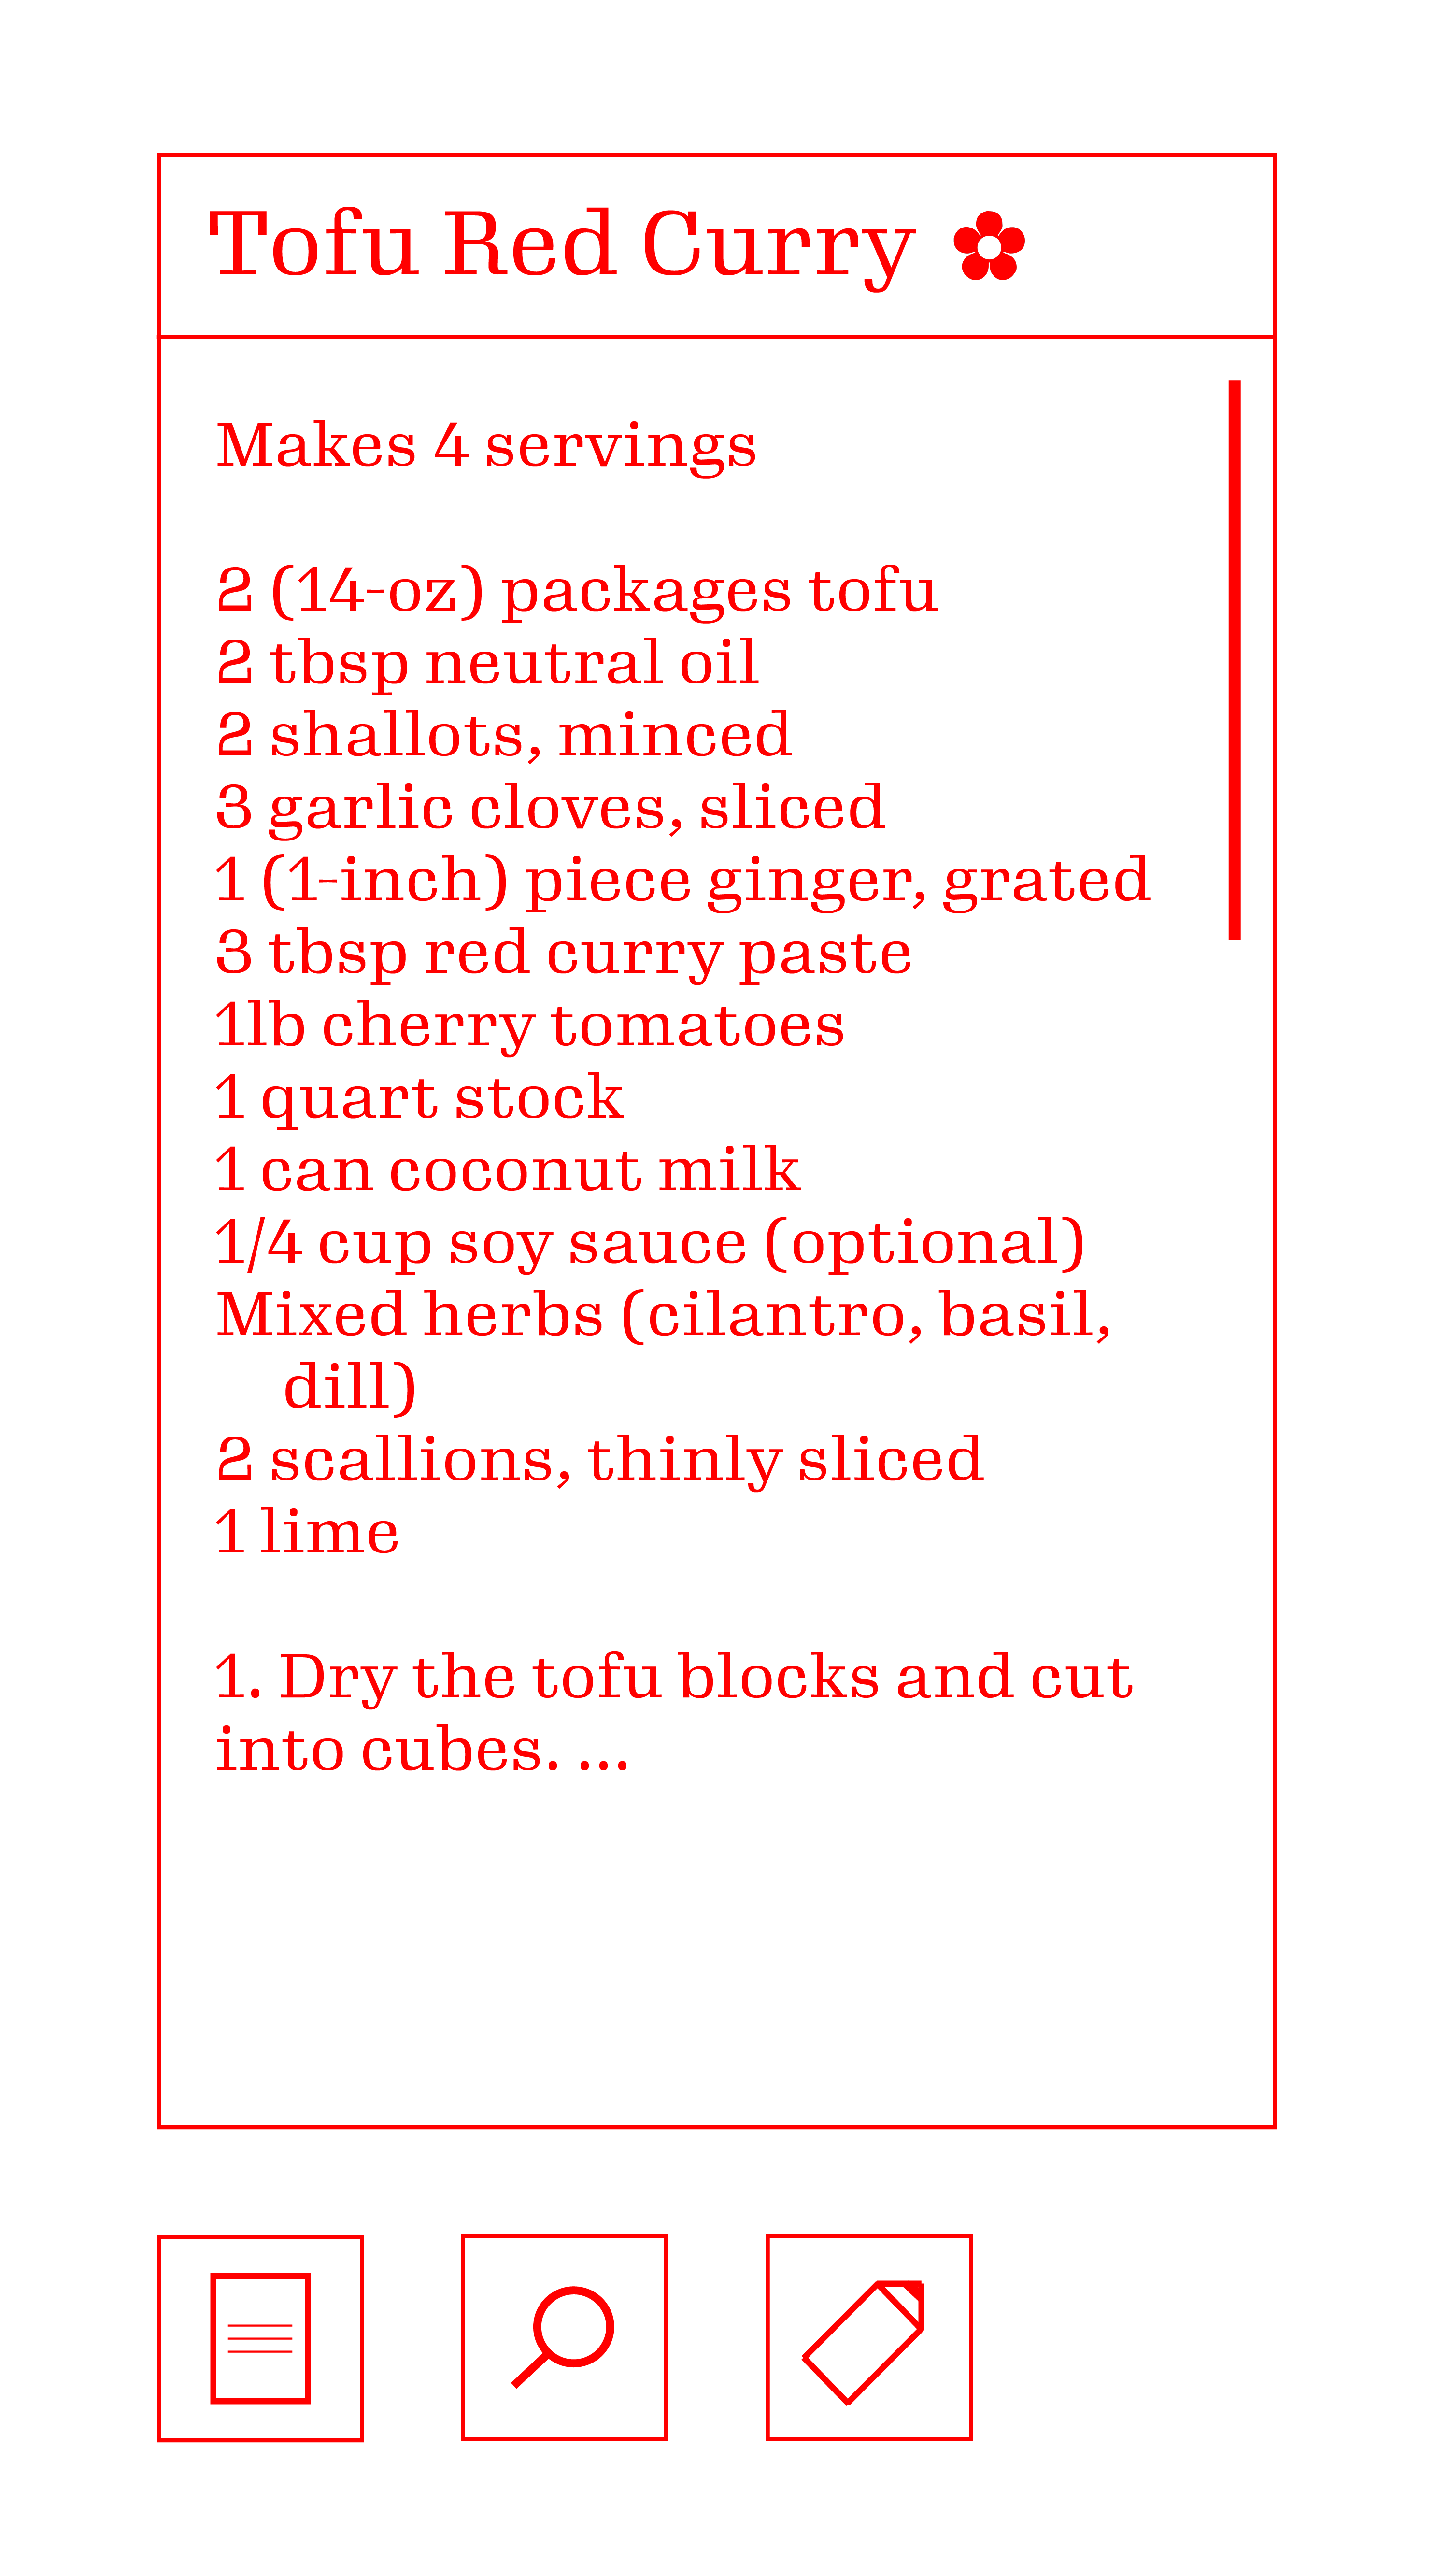 Tofu Red Curry ✿
Makes 4 servings
2 (14-oz) packages tofu
2 tbsp neutral oil
2 shallots, minced
3 garlic cloves, sliced
1 (1-inch) piece ginger, grated
3 tbsp red curry paste
1lb cherry tomatoes
1 quart stock
1 can coconut milk
1/4 cup soy sauce (optional)
Mixed herbs (cilantro, basil,
dill)
2 scallions, thinly sliced
1 lime
1. Dry the tofu blocks and cut
into cubes. ...